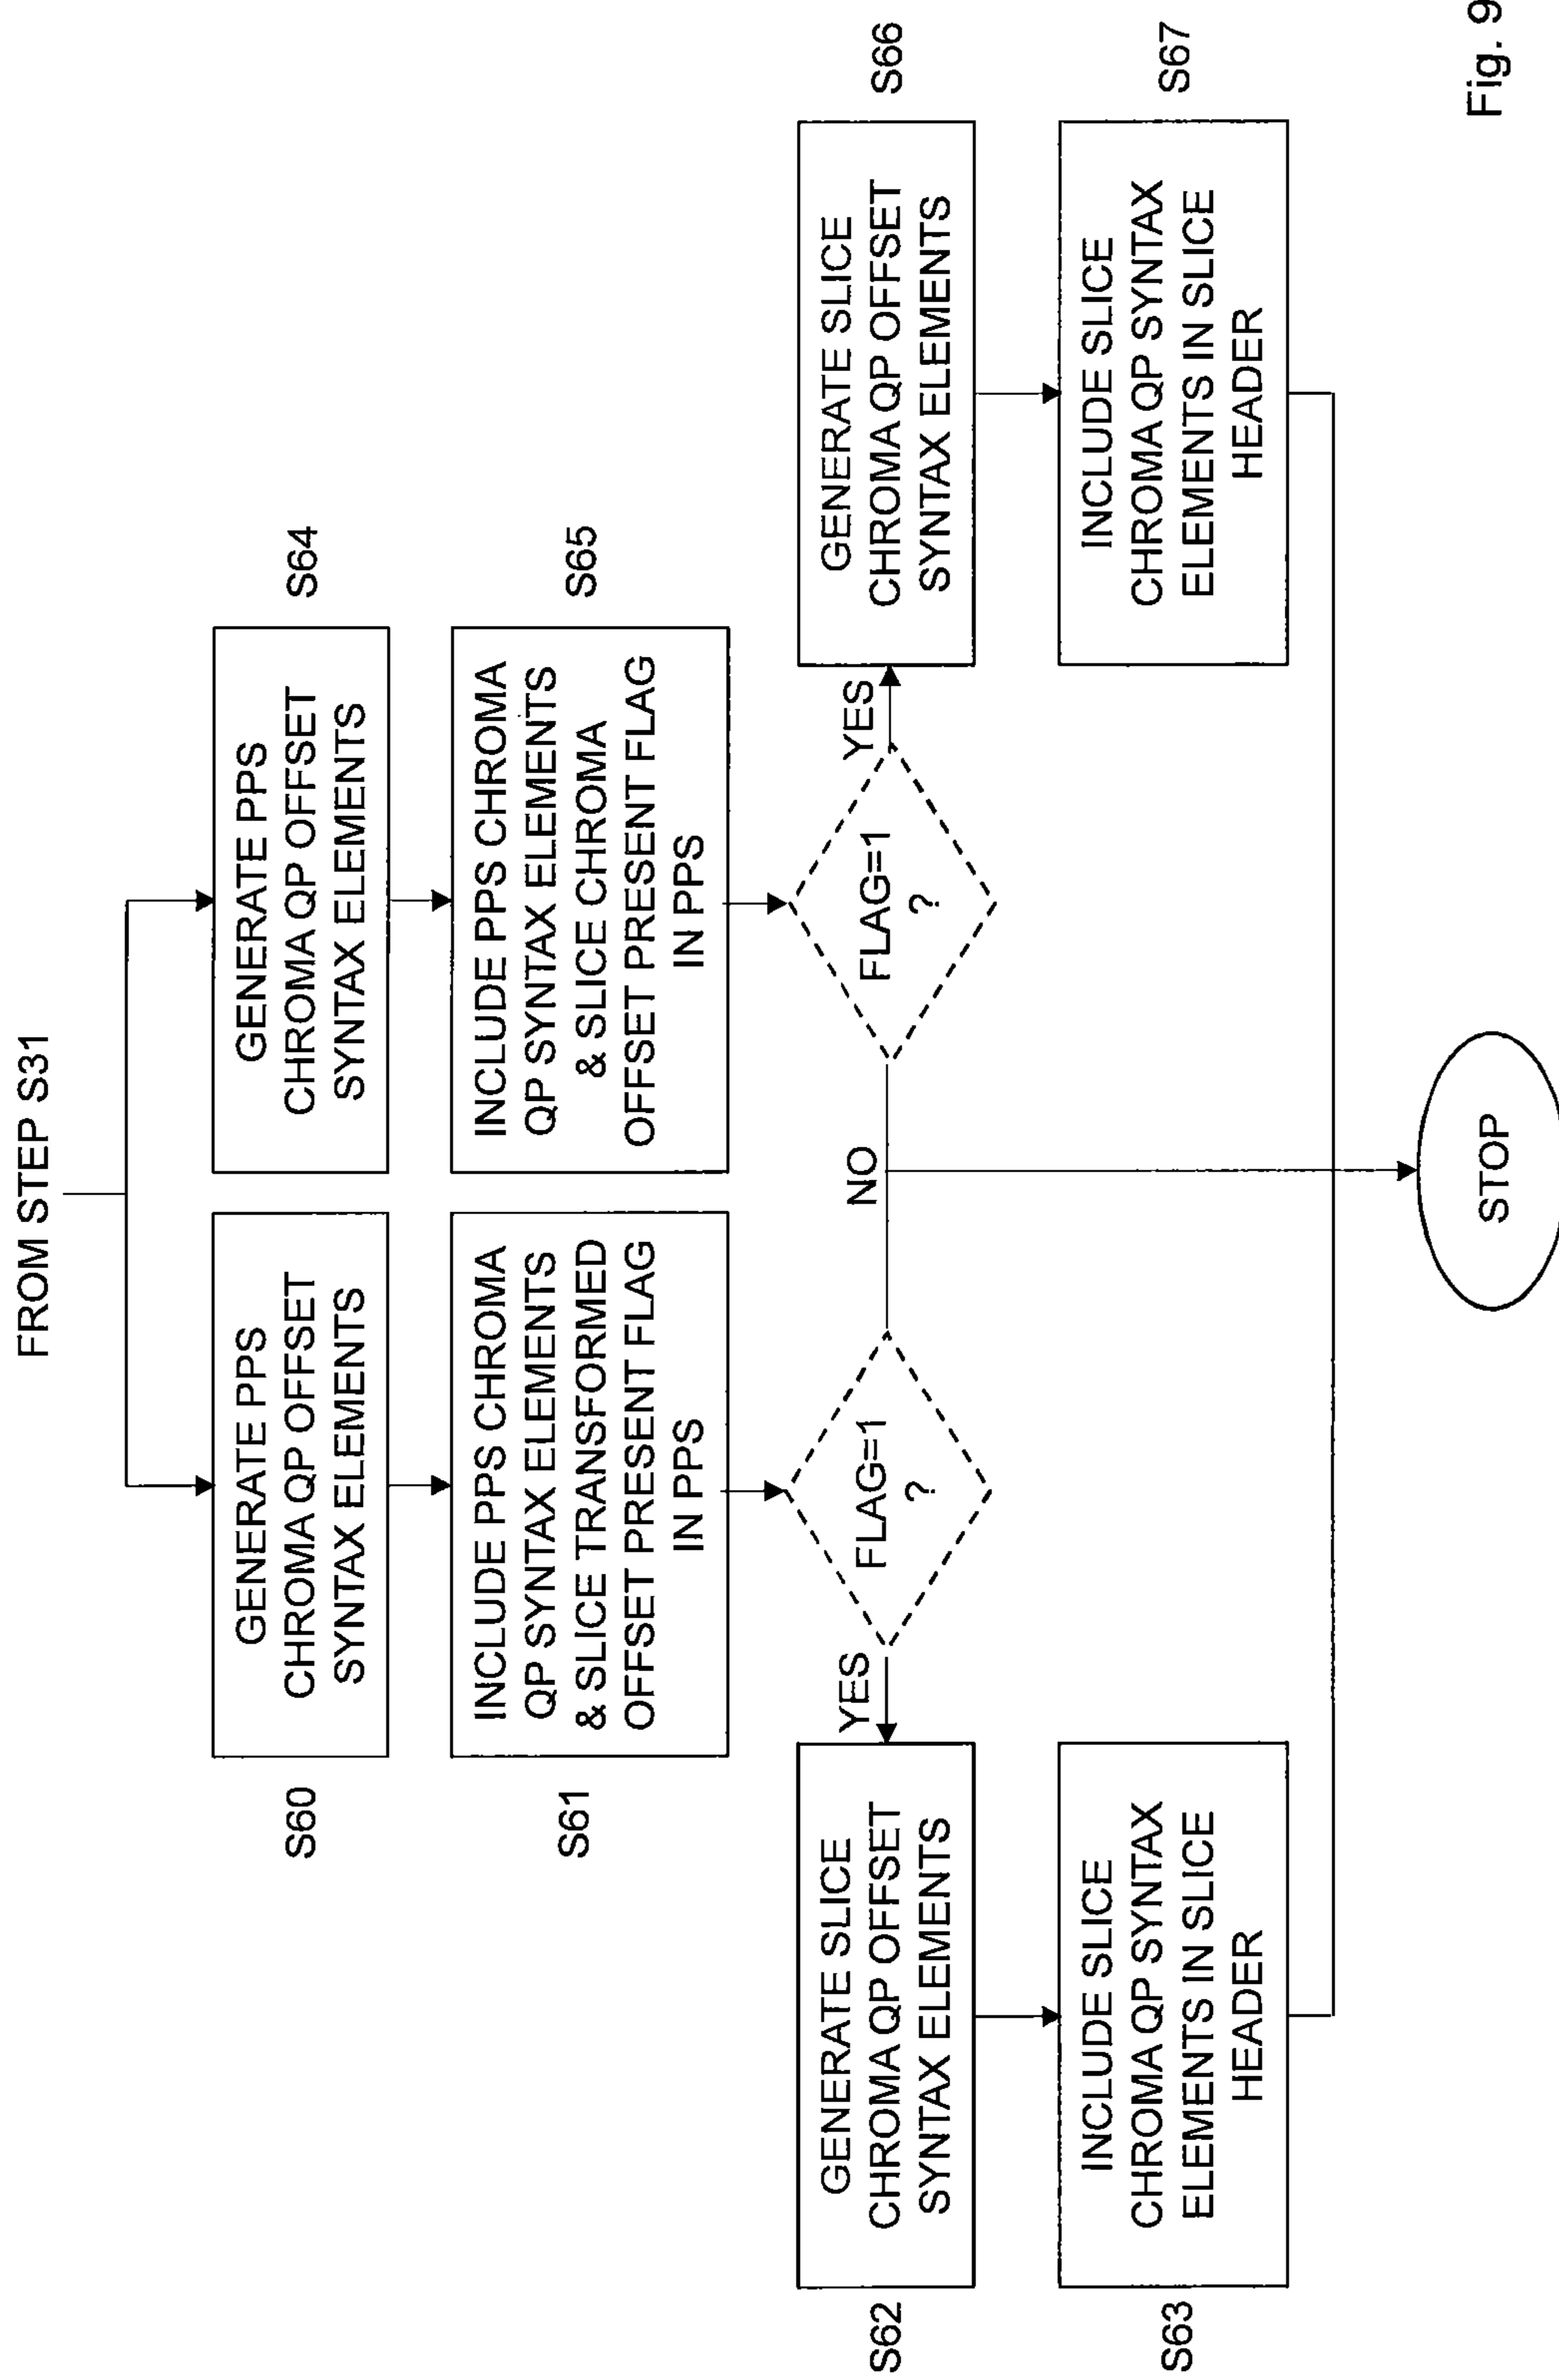 FROM STEP S31
S60
GENERATE PPS
CHROMA QP OFFSET
SYNTAX ELEMENTS
GENERATE PPS
CHROMA QP OFFSET
SYNTAX ELEMENTS
S64
S61
INCLUDE PPS CHROMA
QP SYNTAX ELEMENTS
& SLICE TRANSFORMED
OFFSET PRESENT FLAG
IN PPS
INCLUDE PPS CHROMA
QP SYNTAX ELEMENTS
& SLICE CHROMA
OFFSET PRESENT FLAG
IN PPS
S65
YES
FLAG=1
?
NO
FLAG=1
?
YES
S62
GENERATE SLICE
CHROMA QP OFFSET
SYNTAX ELEMENTS
GENERATE SLICE
CHROMA QP OFFSET
SYNTAX ELEMENTS
S66
S63
INCLUDE SLICE
CHROMA QP SYNTAX
ELEMENTS IN SLICE
HEADER
INCLUDE SLICE
CHROMA QP SYNTAX
ELEMENTS IN SLICE
HEADER
S67
STOP
Fig. 9